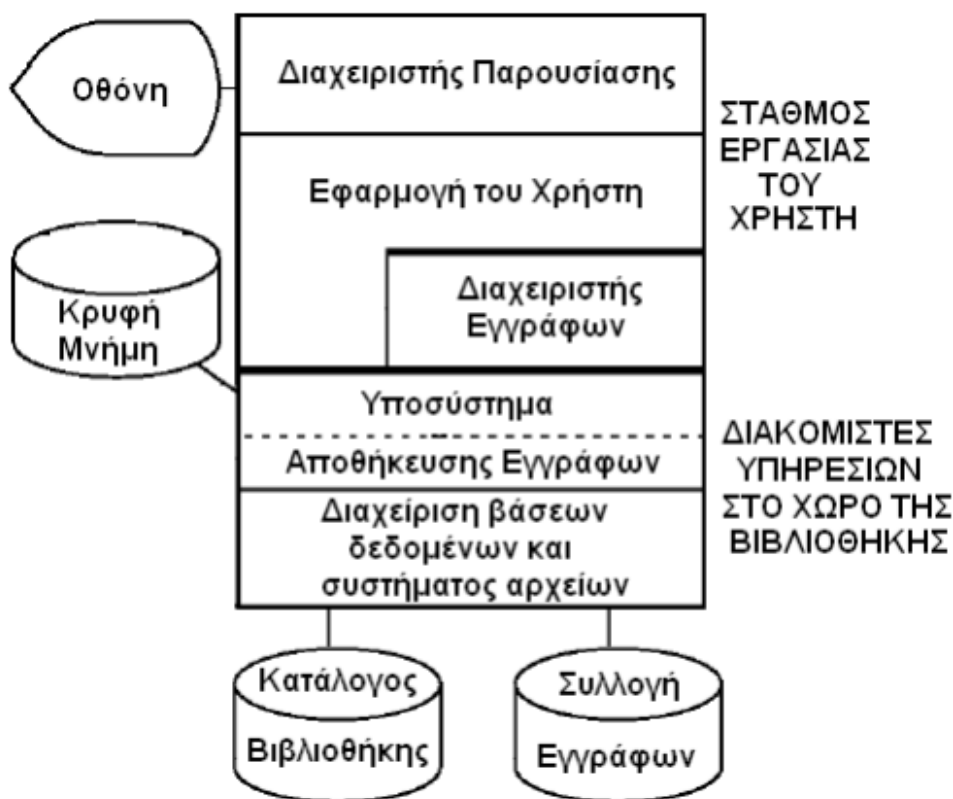 Οθόνη
Διαχειριστής Παρουσίασης
ΣΤΑΘΜΟΣ
ΕΡΓΑΣΙΑΣ
ΤΟΥ
ΧΡΗΣΤΗ
Εφαρμογή του Χρήστη
Διαχειριστής
Εγγράφων
Κρυφή
Μνήμη
Υποσύστημα
Αποθήκευσης Εγγράφων
Διαχείριση βάσεων
δεδομένων και
συστήματος αρχείων
ΔΙΑΚΟΜΙΣΤΕΣ
ΥΠΗΡΕΣΙΩΝ
ΣΤΟ ΧΩΡΟ ΤΗΣ
ΒΙΒΛΙΟΘΗΚΗΣ
Κατάλογος
Βιβλιοθήκης
Συλλογή
Εγγράφων